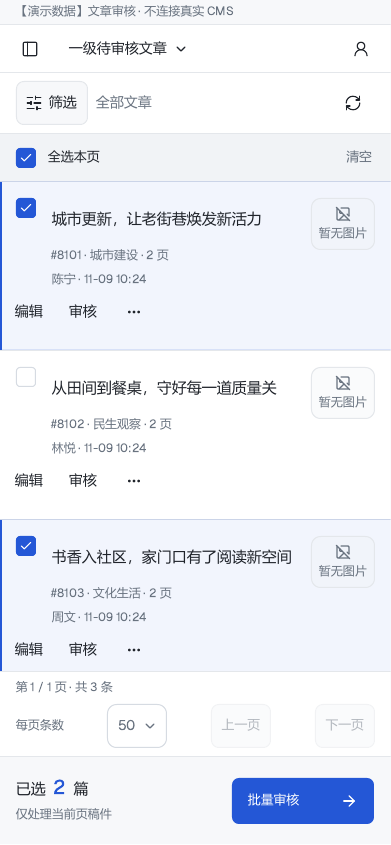 【演示数据】文章审核 · 不连接真实 CMS
一级待审核文章
筛选 全部文章
全选本页 清空
城市更新，让老街巷焕发新活力
暂无图片
#8101 · 城市建设 · 2 页
陈宁 · 11-09 10:24
编辑 审核 ···
从田间到餐桌，守好每一道质量关
暂无图片
#8102 · 民生观察 · 2 页
林悦 · 11-09 10:24
编辑 审核 ···
书香入社区，家门口有了阅读新空间
暂无图片
#8103 · 文化生活 · 2 页
周文 · 11-09 10:24
编辑 审核 ···
第 1 / 1 页 · 共 3 条
每页条数 50 上一页 下一页
已选 2 篇
仅处理当前页稿件
批量审核